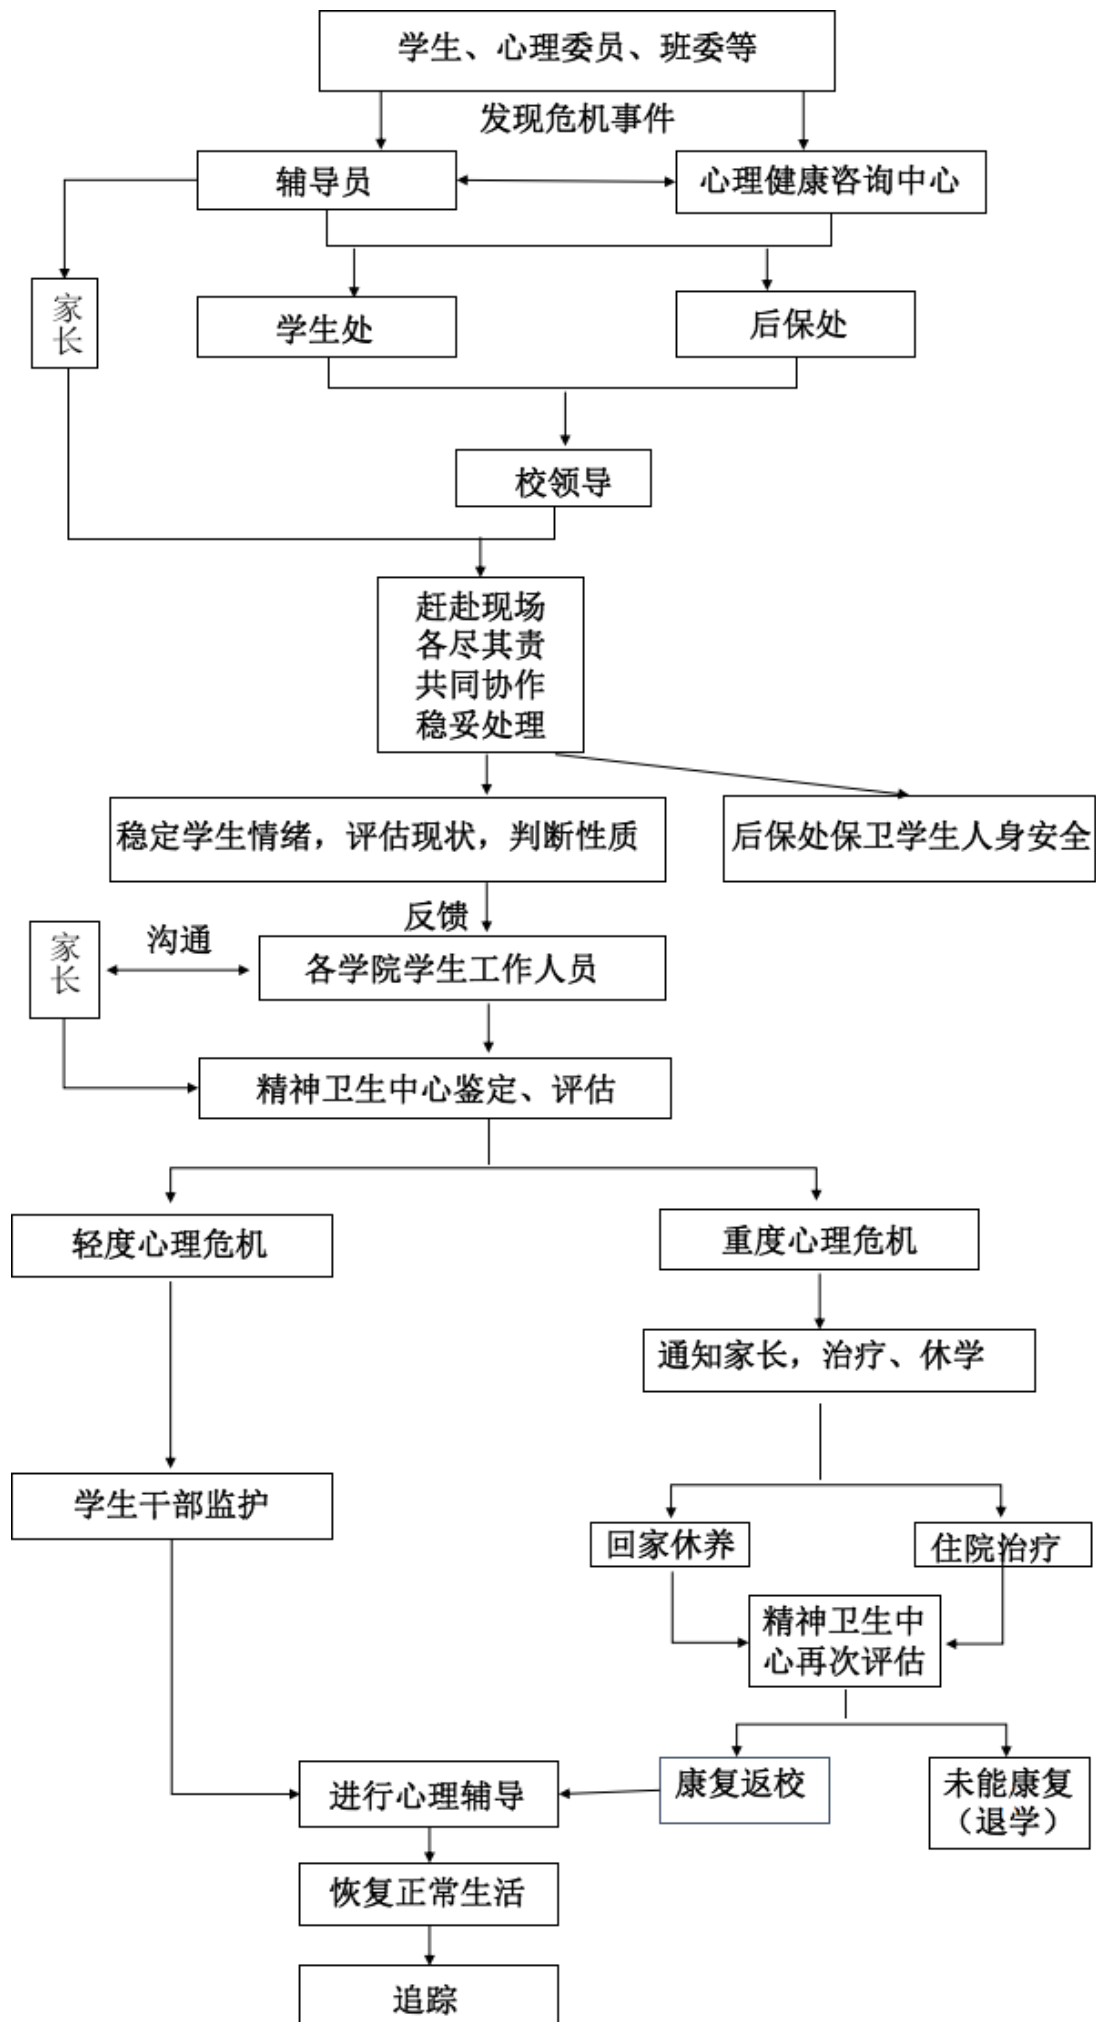 学生、心理委员、班委等
发现危机事件
辅导员
心理健康咨询中心
家
长
学生处
后保处
校领导
赶赴现场
各尽其责
共同协作
稳妥处理
稳定学生情绪，评估现状，判断性质
后保处保卫学生人身安全
反馈
家
长
沟通
各学院学生工作人员
精神卫生中心鉴定、评估
轻度心理危机
重度心理危机
通知家长，治疗、休学
学生干部监护
回家休养
住院治疗
精神卫生中
心再次评估
进行心理辅导
康复返校
未能康复
（退学）
恢复正常生活
追踪